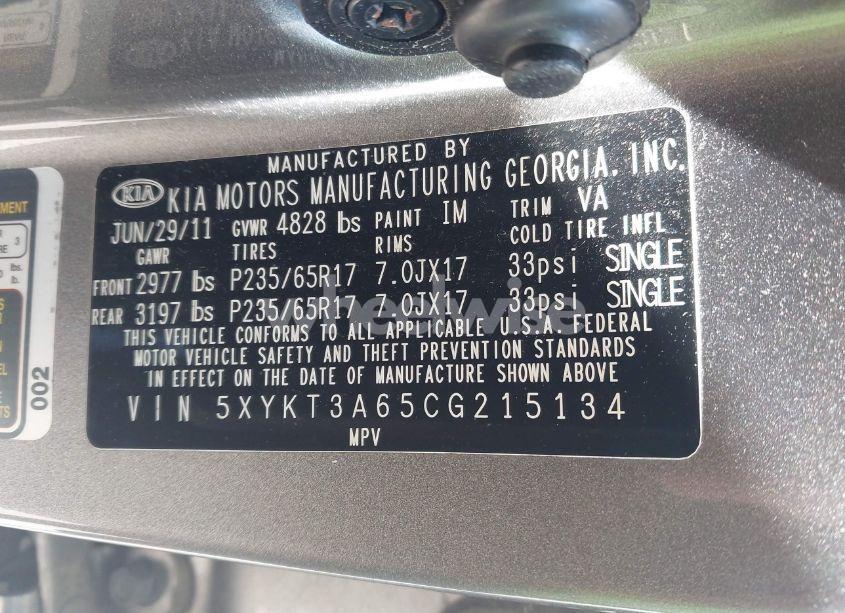 MANUFACTURED BY
KIA KIA MOTORS MANUFACTURING GEORGIA, INC.
JUN/29/11 GVWR 4828 lbs PAINT IM TRIM VA
GAWR TIRES RIMS COLD TIRE INFL
FRONT 2977 lbs P235/65R17 7.0JX17 33psi SINGLE
REAR 3197 lbs P235/65R17 7.0JX17 33psi SINGLE
THIS VEHICLE CONFORMS TO ALL APPLICABLE U.S.A. FEDERAL
MOTOR VEHICLE SAFETY AND THEFT PREVENTION STANDARDS
IN EFFECT ON THE DATE OF MANUFACTURE SHOWN ABOVE
VIN 5XYKT3A65CG215134
MPV
002